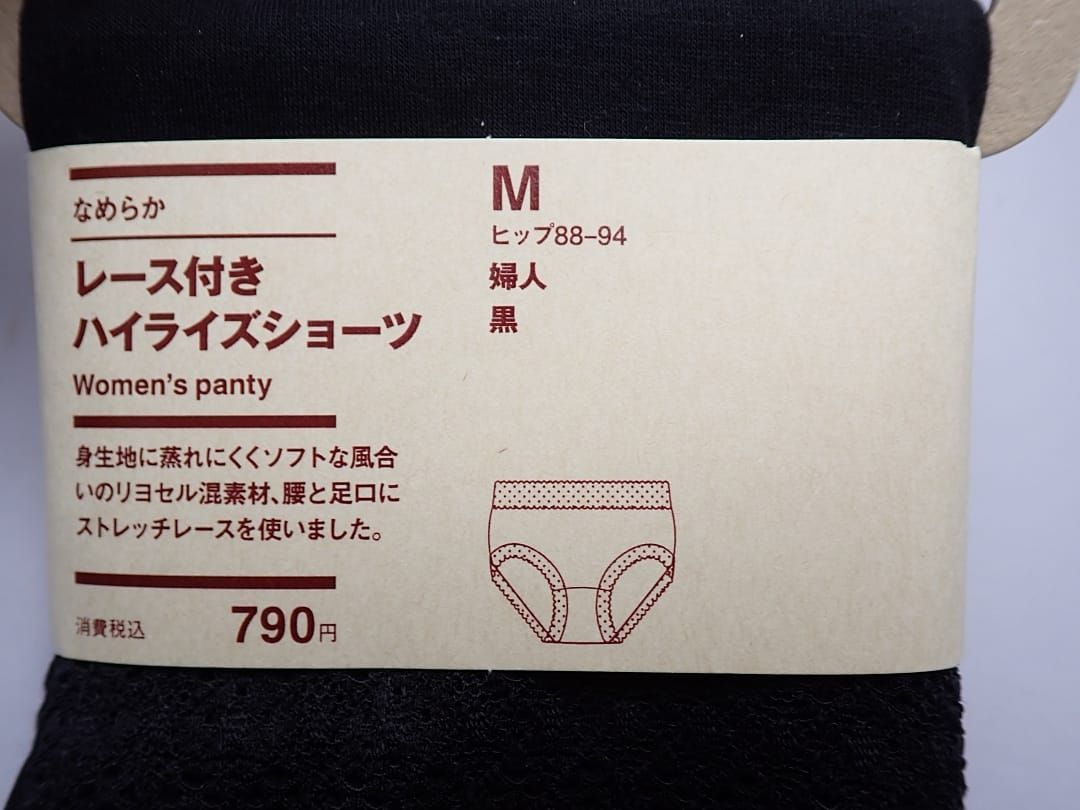 なめらか
レース付き
ハイライズショーツ
Women's panty
身生地に蒸れにくくソフトな風合
いのリヨセル混素材、腰と足口に
ストレッチレースを使いました。
消費税込 790円
M
ヒップ88-94
婦人
黒